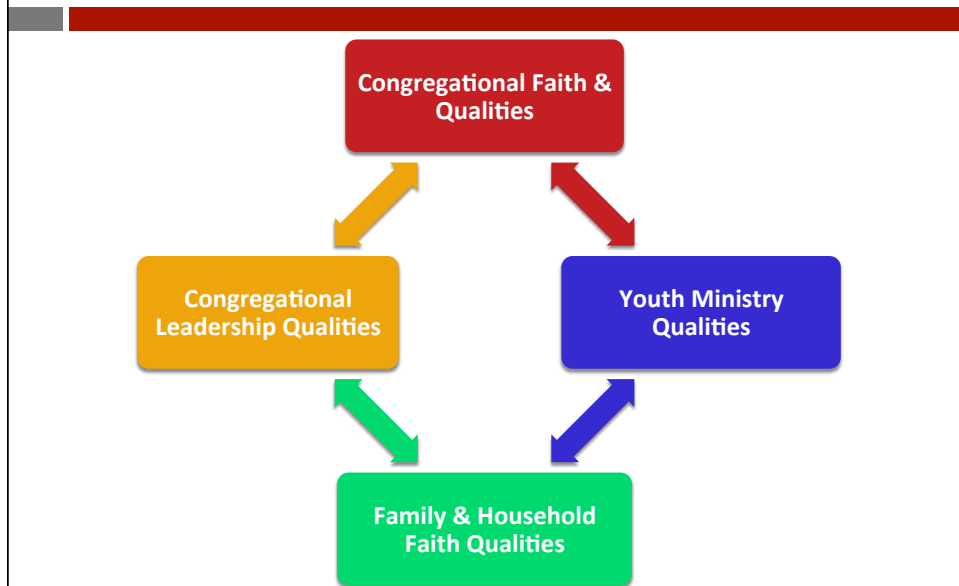 Congregational Faith &
Qualities
Congregational
Leadership Qualities
Youth Ministry
Qualities
Family & Household
Faith Qualities